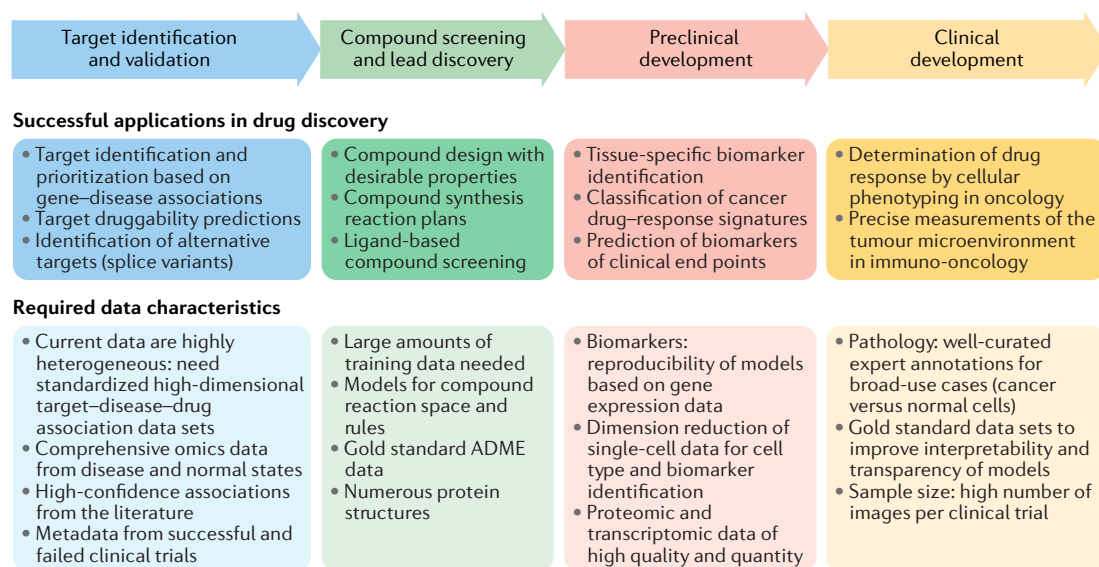 Target identification
and validation
Compound screening
and lead discovery
Preclinical
development
Clinical
development
Successful applications in drug discovery
• Target identification and
prioritization based on
gene–disease associations
• Target druggability predictions
• Identification of alternative
targets (splice variants)
• Compound design with
desirable properties
• Compound synthesis
reaction plans
• Ligand-based
compound screening
• Tissue-specific biomarker
identification
• Classification of cancer
drug–response signatures
• Prediction of biomarkers
of clinical end points
• Determination of drug
response by cellular
phenotyping in oncology
• Precise measurements of the
tumour microenvironment
in immuno-oncology
Required data characteristics
• Current data are highly
heterogeneous: need
standardized high-dimensional
target–disease–drug
association data sets
• Comprehensive omics data
from disease and normal states
• High-confidence associations
from the literature
• Metadata from successful and
failed clinical trials
• Large amounts of
training data needed
• Models for compound
reaction space and
rules
• Gold standard ADME
data
• Numerous protein
structures
• Biomarkers:
reproducibility of models
based on gene
expression data
• Dimension reduction of
single-cell data for cell
type and biomarker
identification
• Proteomic and
transcriptomic data of
high quality and quantity
• Pathology: well-curated
expert annotations for
broad-use cases (cancer
versus normal cells)
• Gold standard data sets to
improve interpretability and
transparency of models
• Sample size: high number of
images per clinical trial